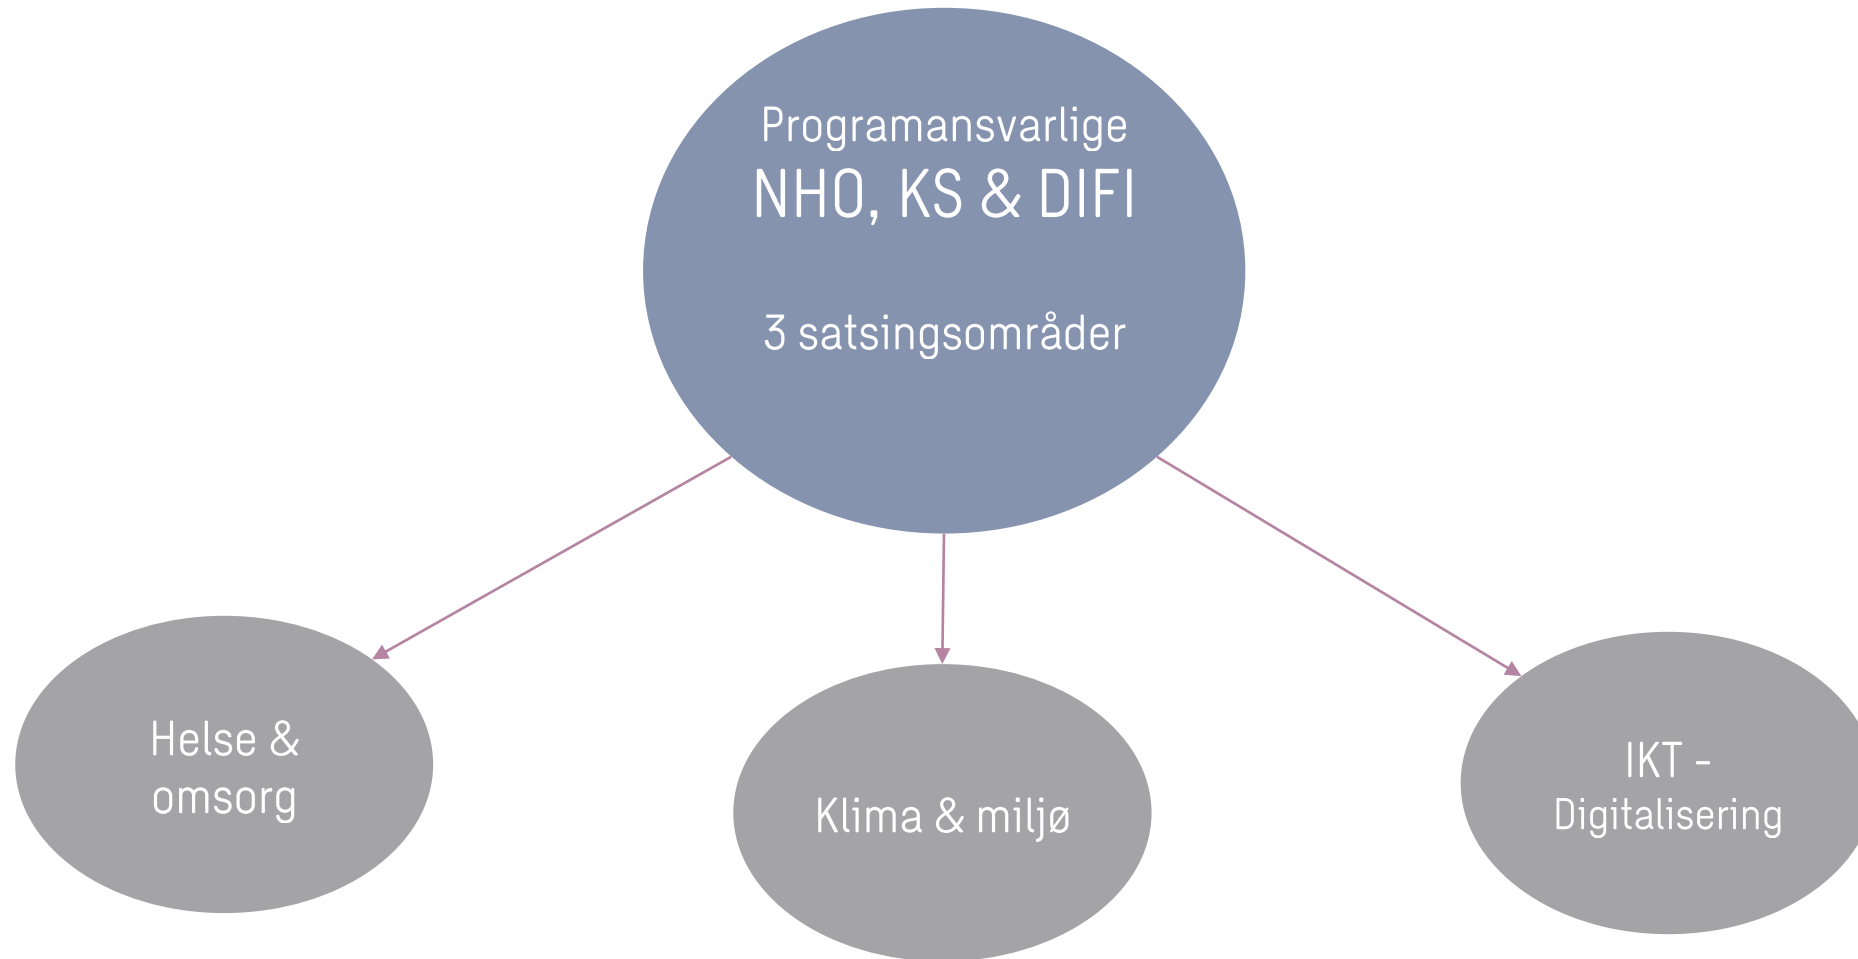 Programansvarlige
NHO, KS & DIFI
3 satsingsområder
Helse &
omsorg
Klima & miljø
IKT -
Digitalisering